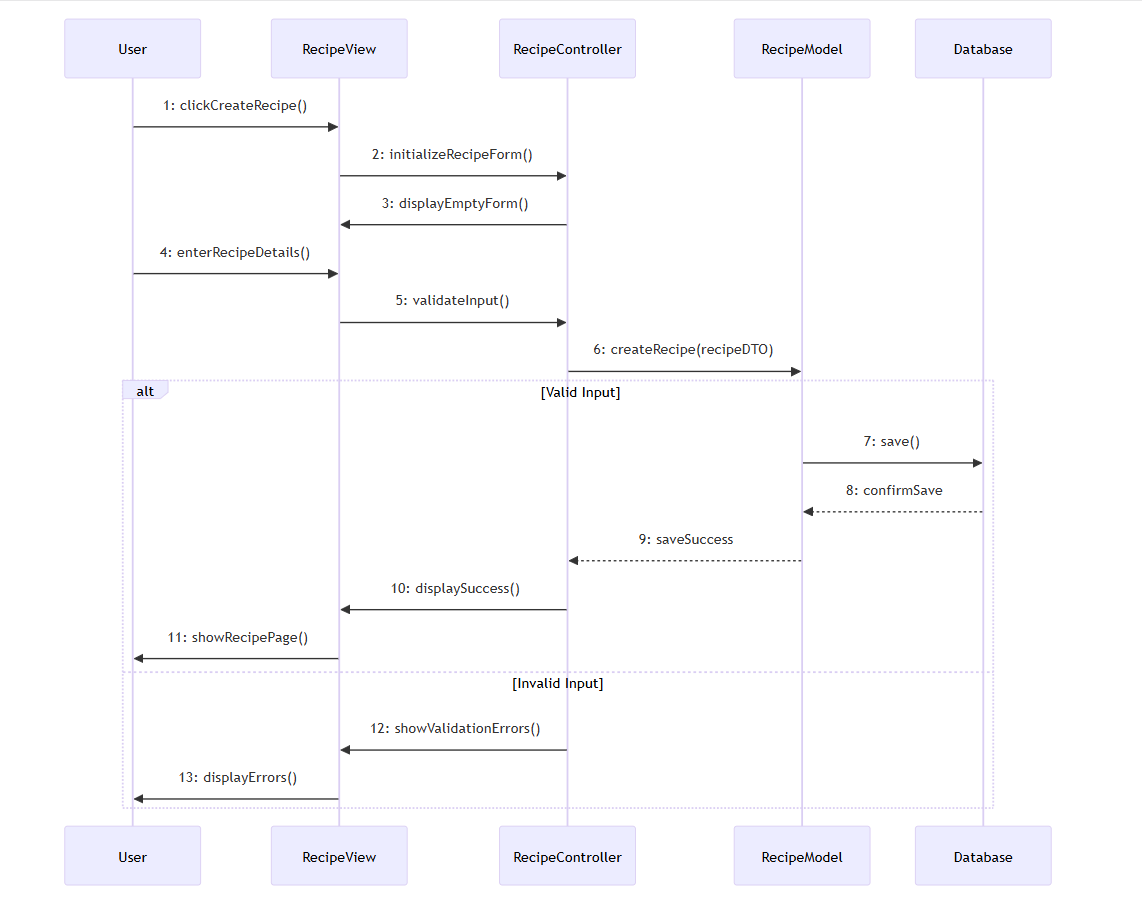 User
RecipeView
RecipeController
RecipeModel
Database
1: clickCreateRecipe()
2: initializeRecipeForm()
3: displayEmptyForm()
4: enterRecipeDetails()
5: validateInput()
6: createRecipe(recipeDTO)
alt
[Valid Input]
7: save()
8: confirmSave
9: saveSuccess
10: displaySuccess()
11: showRecipePage()
[Invalid Input]
12: showValidationErrors()
13: displayErrors()
User
RecipeView
RecipeController
RecipeModel
Database